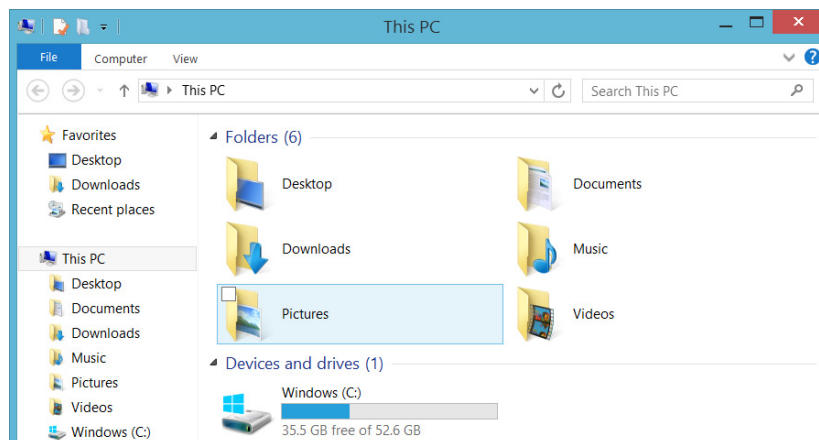 This PC
File Computer View
This PC
Search This PC
Favorites
Desktop
Downloads
Recent places
This PC
Desktop
Documents
Downloads
Music
Pictures
Videos
Windows (C:)
Folders (6)
Desktop
Documents
Downloads
Music
Pictures
Videos
Devices and drives (1)
Windows (C:)
35.5 GB free of 52.6 GB